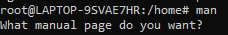 root@LAPTOP-9SVAE7HR:/home# man
What manual page do you want?